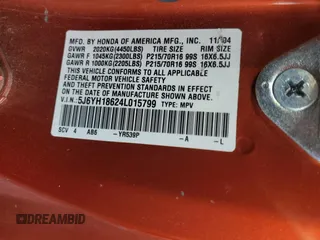 MFD. BY HONDA OF AMERICA MFG., INC. 11/04
GVWR 2020KG(4450LBS) TIRE SIZE RIM SIZE
GAWR F 1045KG(2300LBS) P215/70R16 99S 16X6.5JJ
GAWR R 1000KG(2205LBS) P215/70R16 99S 16X6.5JJ
THIS VEHICLE CONFORMS TO ALL APPLICABLE
FEDERAL MOTOR VEHICLE SAFETY STANDARDS
AND THEFT PREVENTION STANDARDS
IN EFFECT ON THE DATE OF MANUFACTURE
SHOWN ABOVE.
V.I.N.: 5J6YH18624L015799 TYPE: MPV
SCV 4 AB6 -YR539P -A -L
DREAMBID